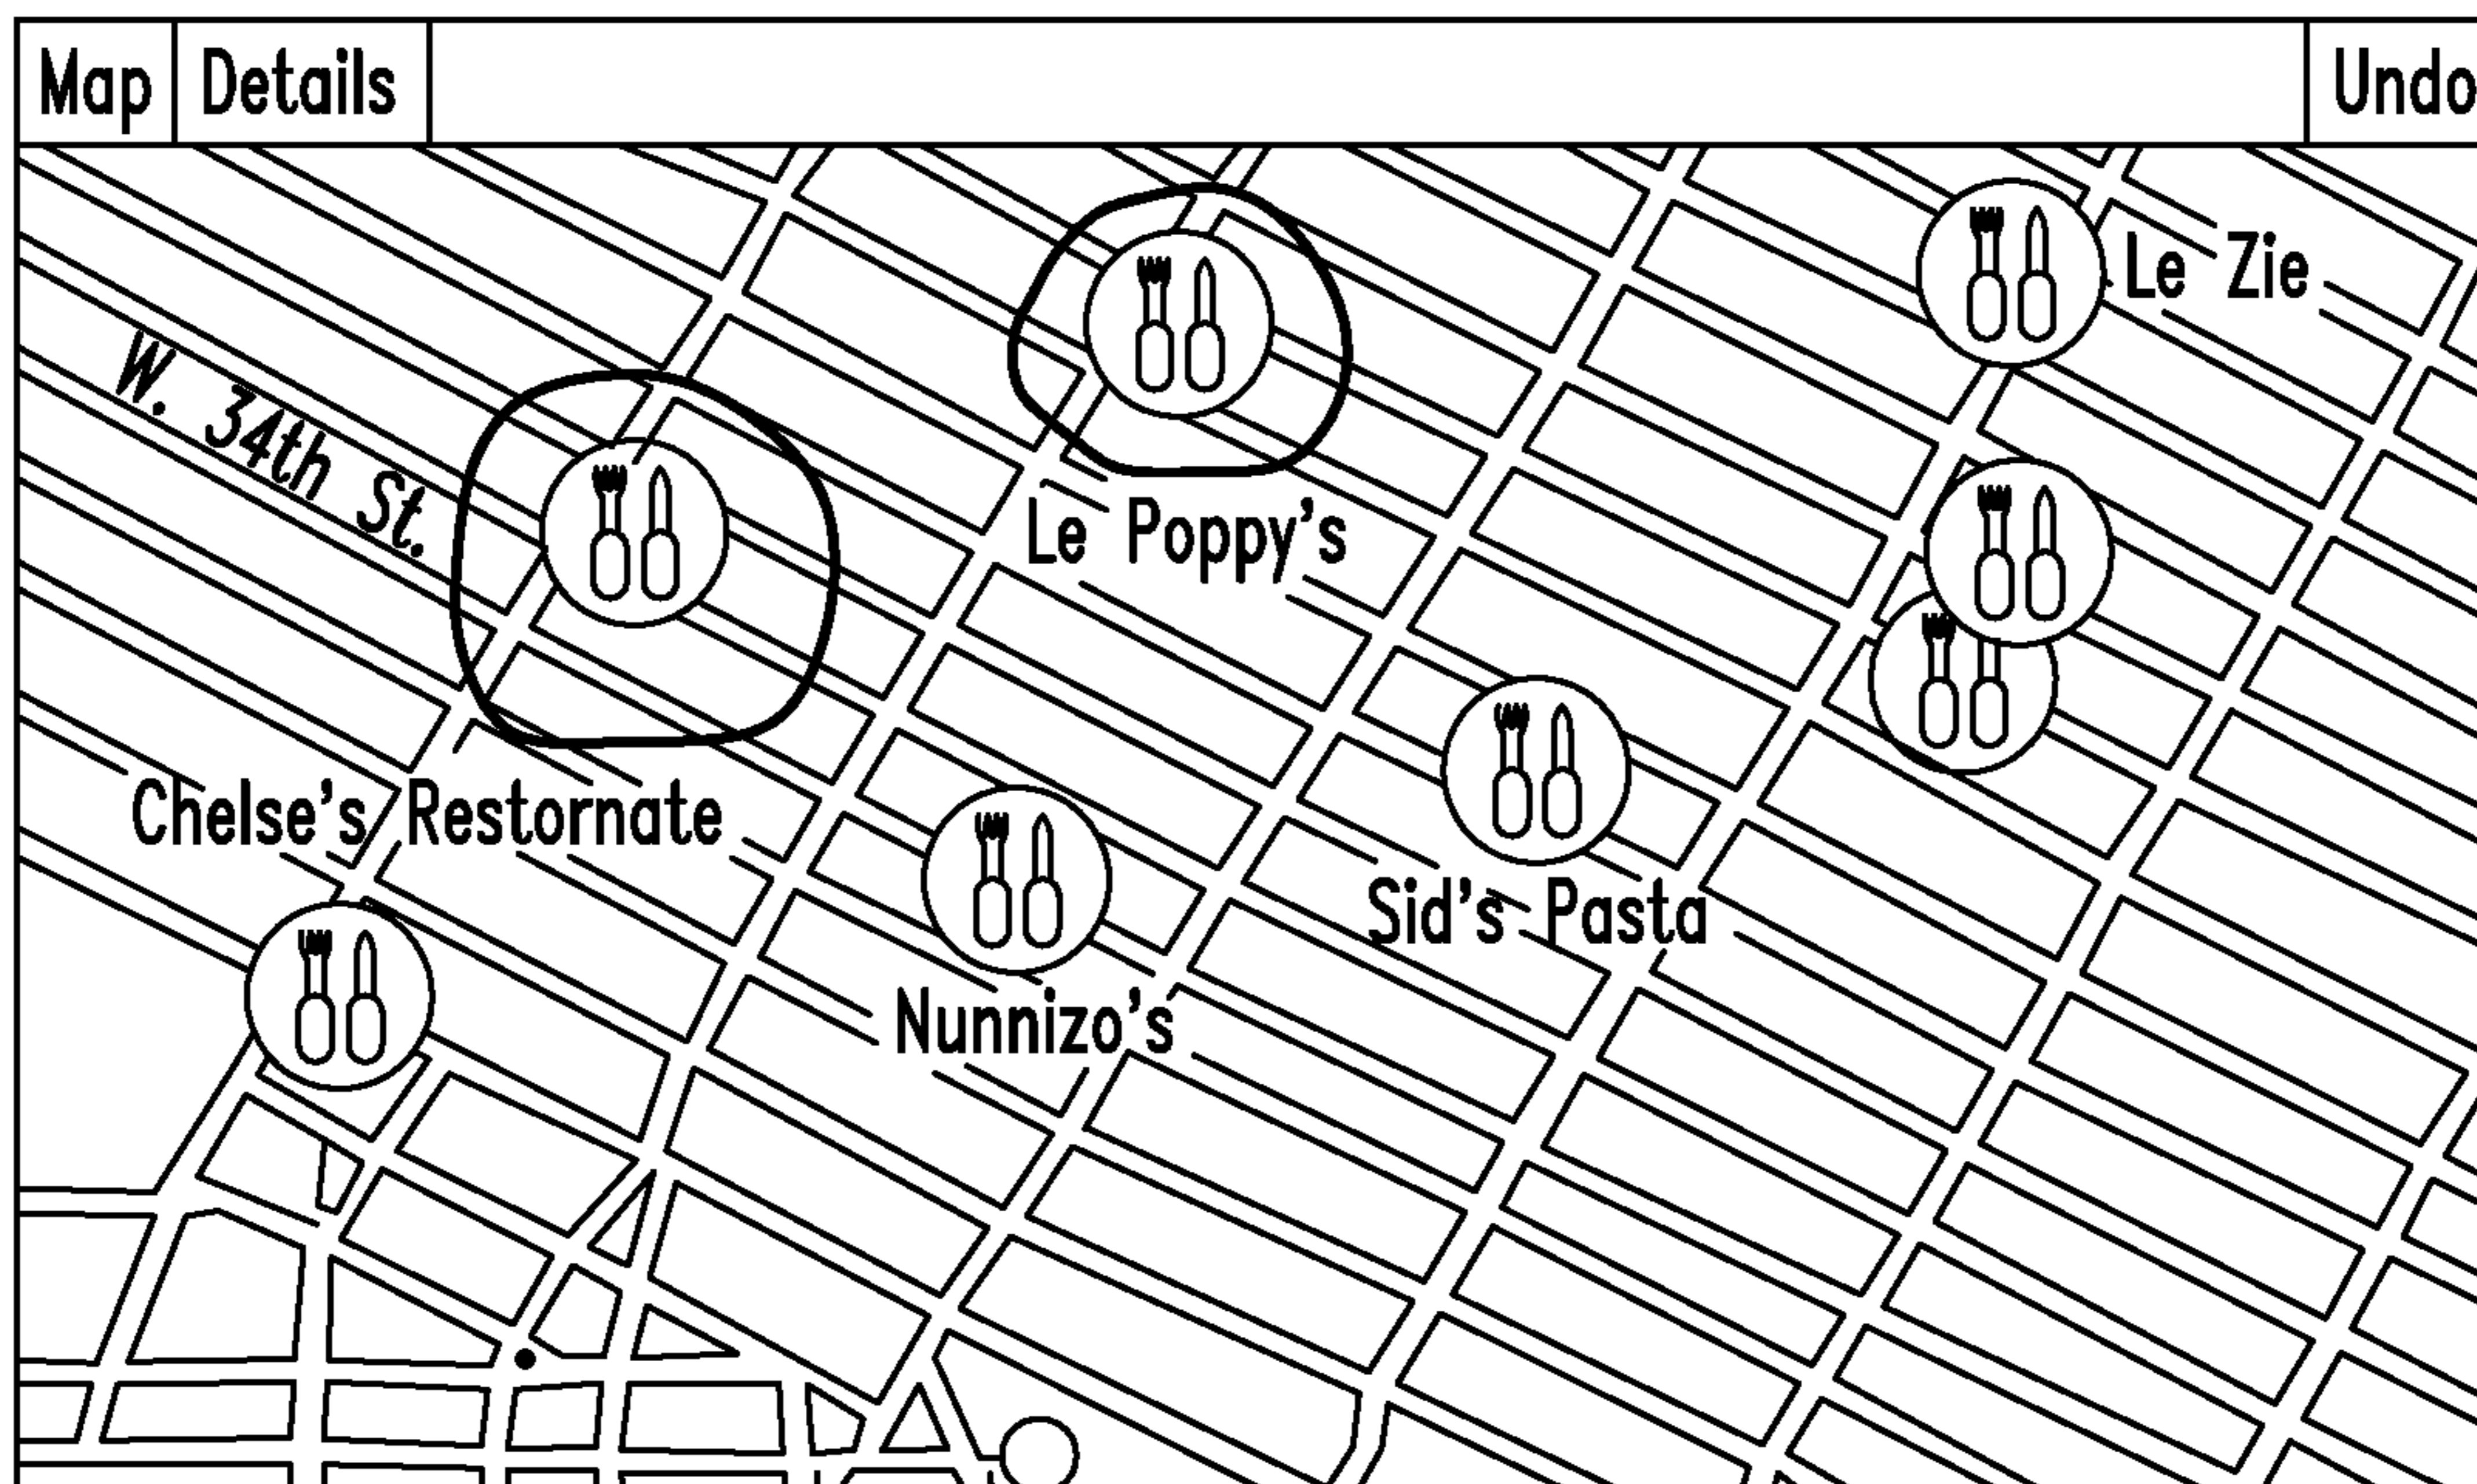 Map Details Undo
Le Zie
W. 34th St.
Le Poppy's
Chelse's Restornate
Sid's Pasta
Nunnizo's